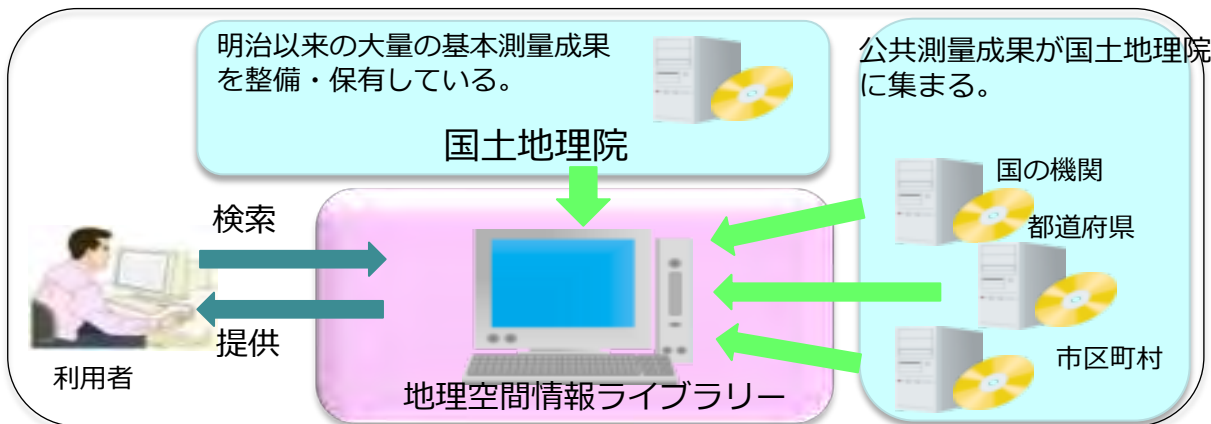 明治以来の大量の基本測量成果
を整備・保有している。
国土地理院
公共測量成果が国土地理院
に集まる。
国の機関
都道府県
市区町村
検索
提供
利用者
地理空間情報ライブラリー